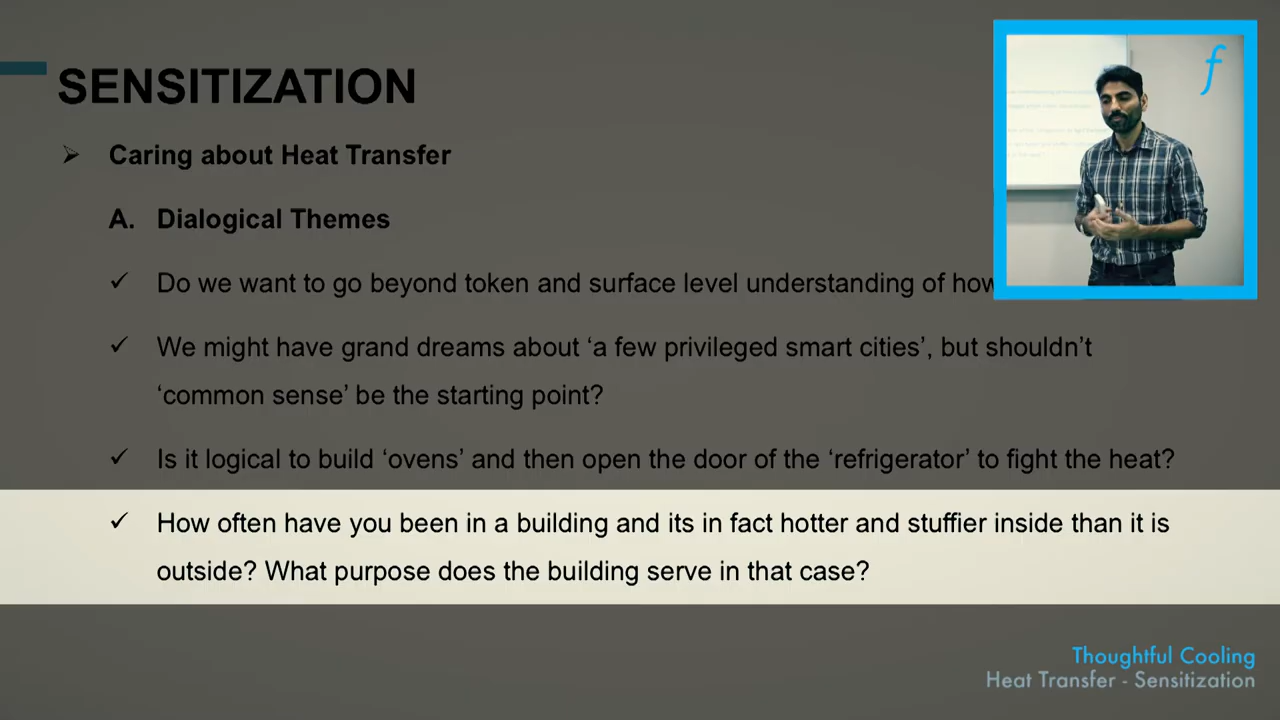 SENSITIZATION
Caring about Heat Transfer
A. Dialogical Themes
Do we want to go beyond token and surface level understanding of how
We might have grand dreams about ‘a few privileged smart cities’, but shouldn’t
‘common sense’ be the starting point?
Is it logical to build ‘ovens’ and then open the door of the ‘refrigerator’ to fight the heat?
How often have you been in a building and its in fact hotter and stuffier inside than it is
outside? What purpose does the building serve in that case?
f
Thoughtful Cooling
Heat Transfer - Sensitization